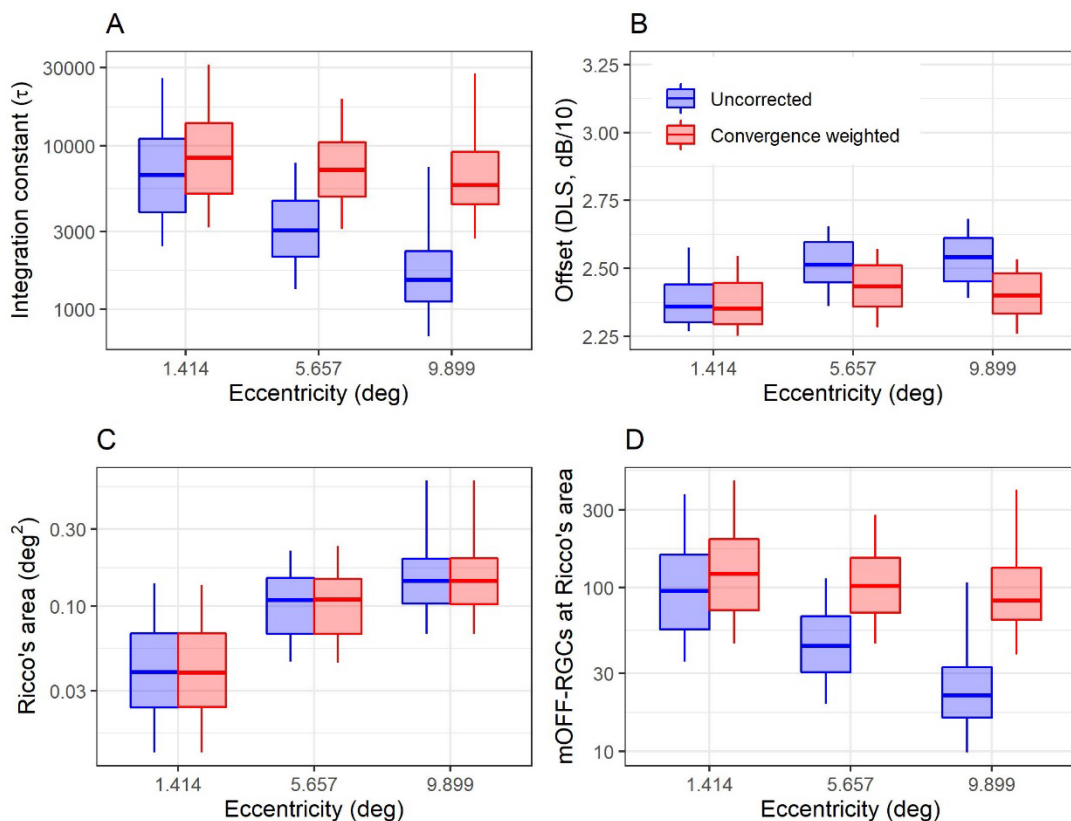 A
Integration constant (τ)
30000
10000
3000
1000
1.414
5.657
9.899
Eccentricity (deg)
B
Offset (DLS, dB/10)
3.25
3.00
2.75
2.50
2.25
Uncorrected
Convergence weighted
1.414
5.657
9.899
Eccentricity (deg)
C
Ricco's area (deg²)
0.30
0.10
0.03
1.414
5.657
9.899
Eccentricity (deg)
D
mOFF-RGCs at Ricco's area
300
100
30
10
1.414
5.657
9.899
Eccentricity (deg)